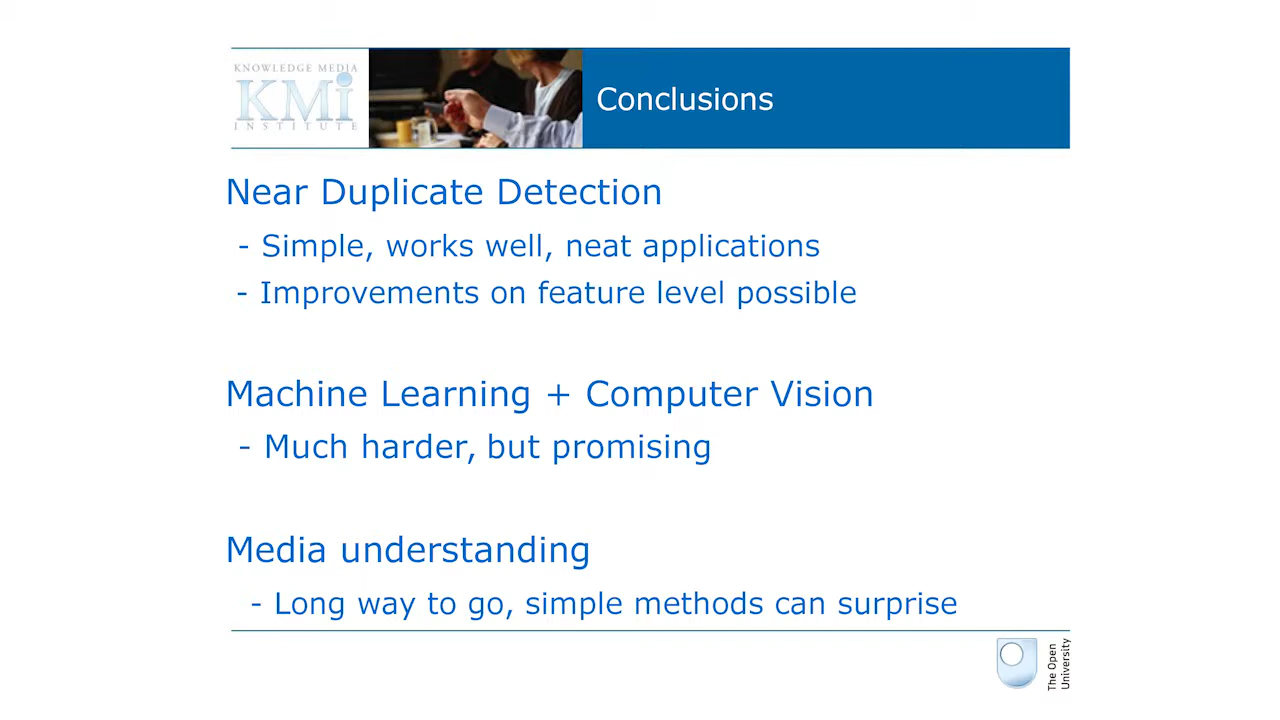 KNOWLEDGE MEDIA
KMi
INSTITUTE
Conclusions
Near Duplicate Detection
- Simple, works well, neat applications
- Improvements on feature level possible
Machine Learning + Computer Vision
- Much harder, but promising
Media understanding
- Long way to go, simple methods can surprise
The Open
University